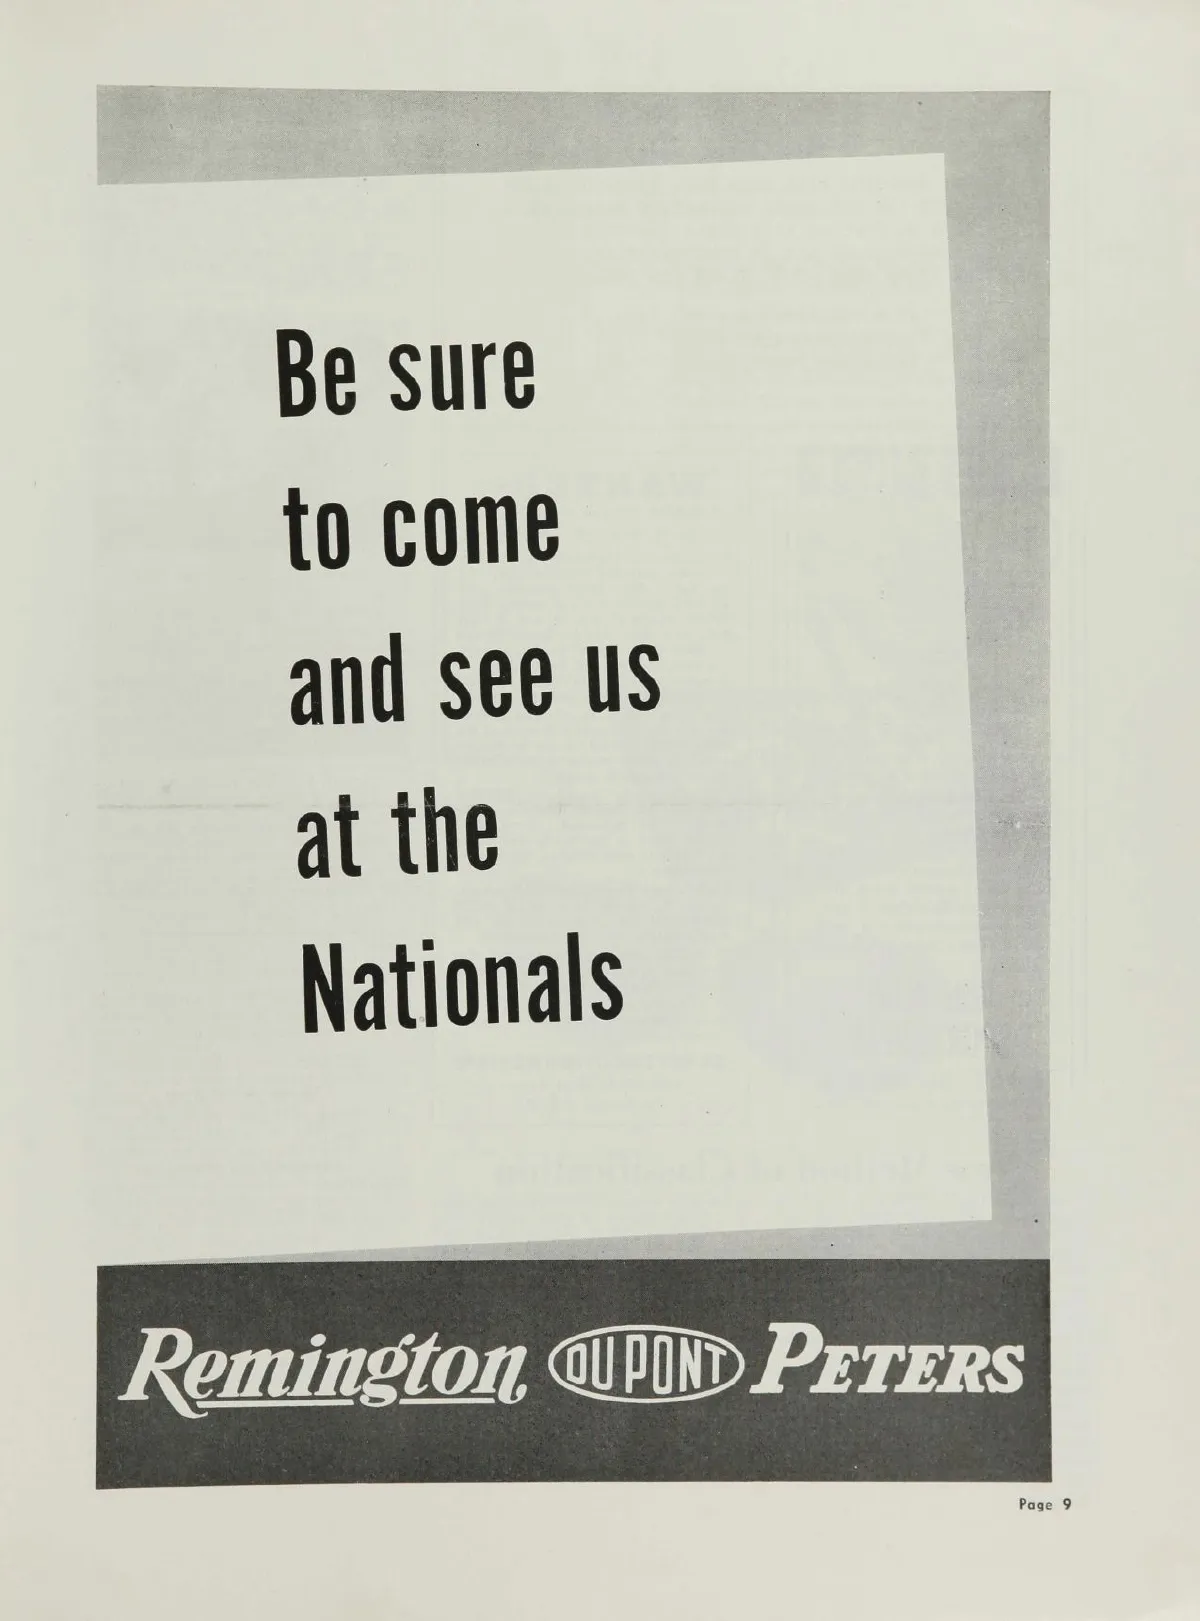 Be sure
to come
and see us
at the
Nationals
Remington DU PONT PETERS
Page 9